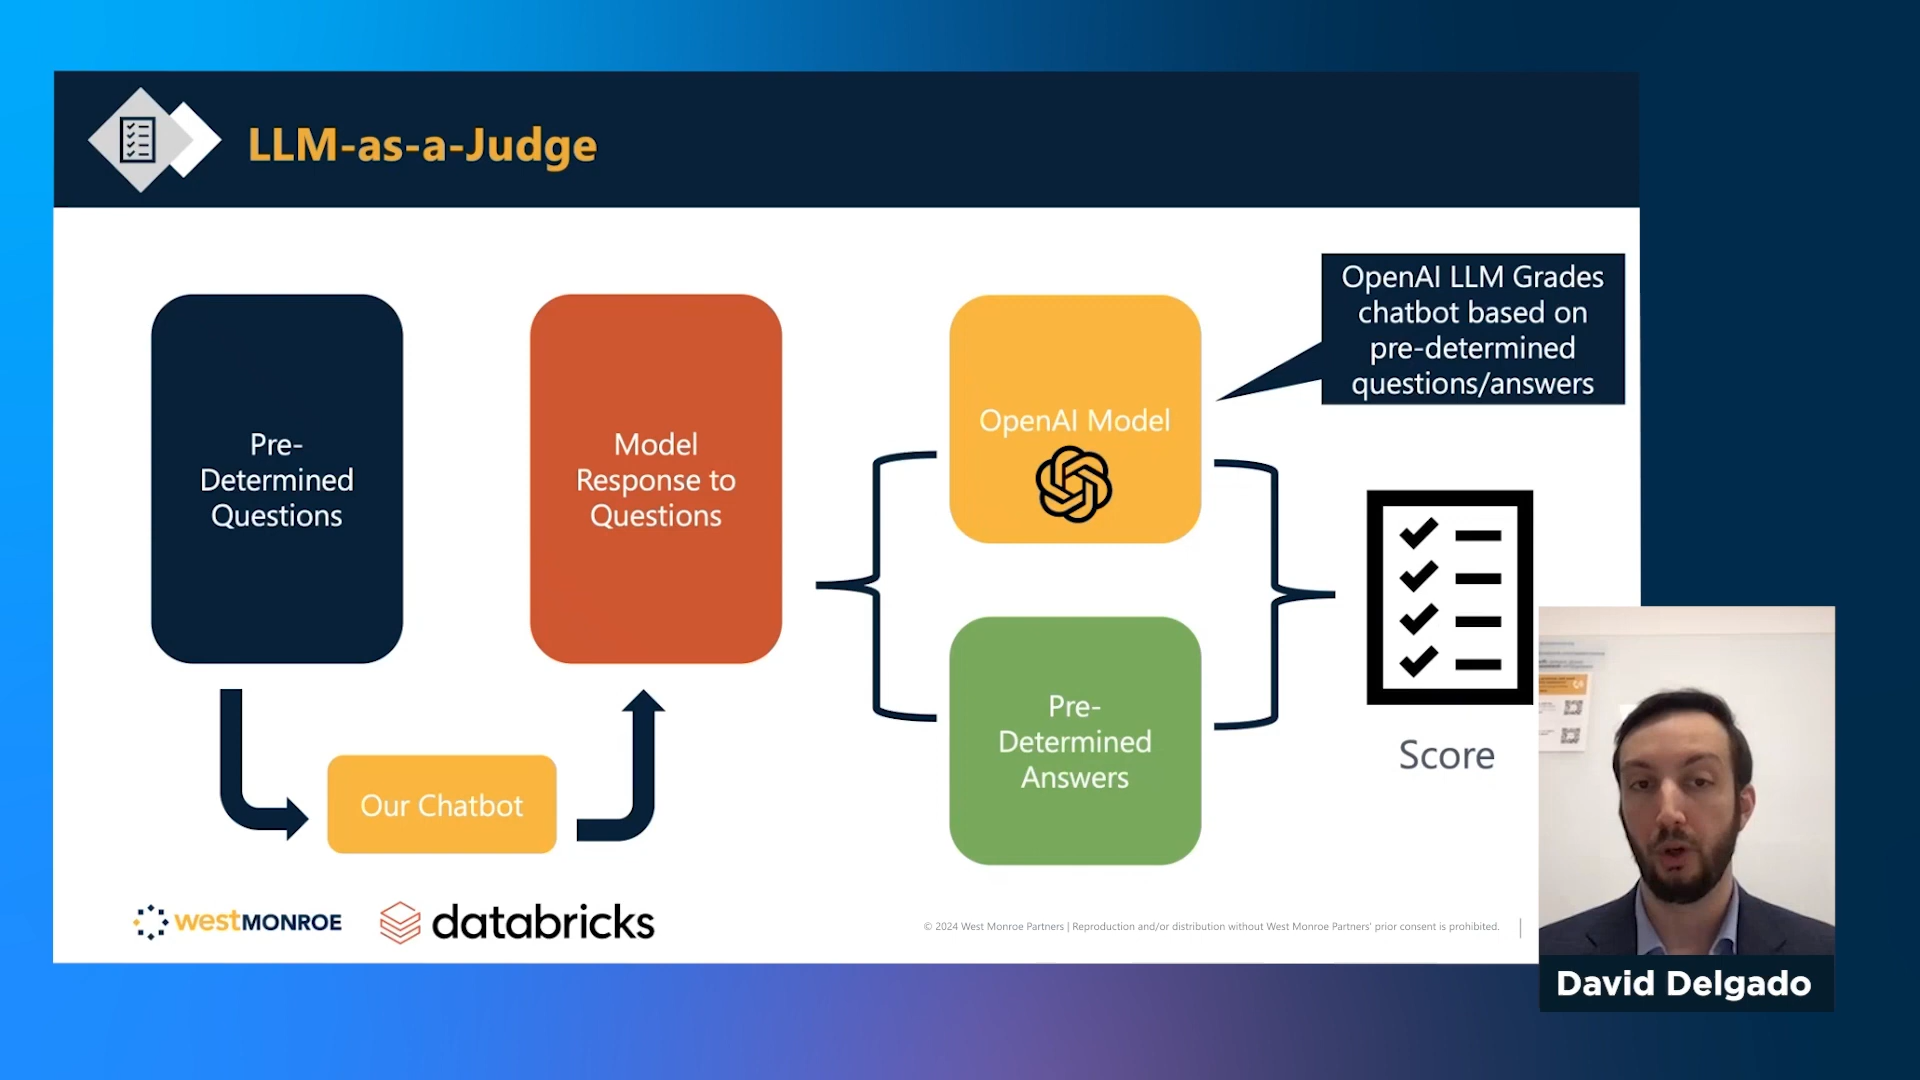 LLM-as-a-Judge
OpenAI LLM Grades
chatbot based on
pre-determined
questions/answers
Pre-
Determined
Questions
Model
Response to
Questions
OpenAI Model
Pre-
Determined
Answers
Score
Our Chatbot
westMONROE
databricks
© 2024 West Monroe Partners | Reproduction and/or distribution without West Monroe Partners' prior consent is prohibited.
David Delgado